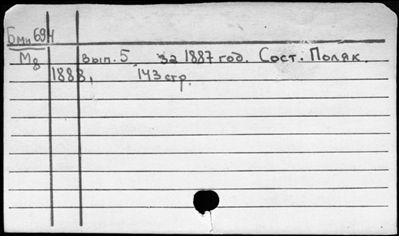 Бми 694
М8 Вып. 5 за 1887 год. Сост. Поляк.
1888, 143 стр.